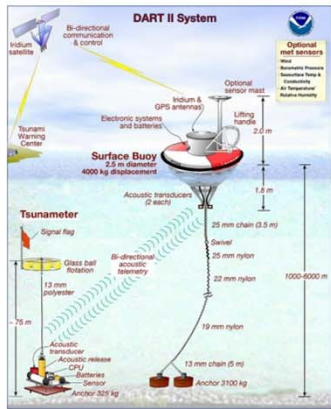 DART II System
Bi-directional
communication
& control
Iridium
satellite
Optional
met sensors
Wind
Barometric Pressure
Seasurface Temp &
Conductivity
Air Temperature/
Relative Humidity
Optional
sensor mast
Iridium &
GPS antennas
Electronic systems
and batteries
Lifting
handle
2.0 m
Tsunami
Warning
Center
Surface Buoy
2.5 m diameter
4000 kg displacement
Acoustic transducers
(2 each)
1.8 m
Tsunameter
Signal flag
25 mm chain (3.5 m)
Swivel
25 mm nylon
Bi-directional
acoustic
telemetry
Glass ball
flotation
13 mm
polyester
22 mm nylon
1000-6000 m
~ 75 m
19 mm nylon
Acoustic
transducer
Acoustic release
CPU
Batteries
Sensor
Anchor 325 kg
13 mm chain (5 m)
Anchor 3100 kg